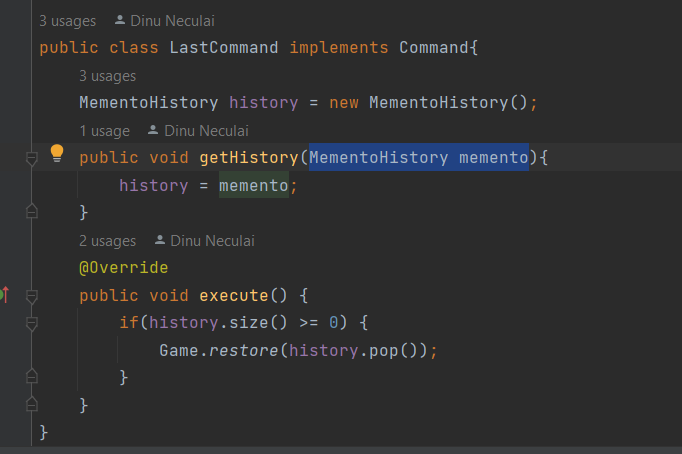 3 usages Dinu Neculai
public class LastCommand implements Command{
3 usages
MementoHistory history = new MementoHistory();
1 usage Dinu Neculai
public void getHistory(MementoHistory memento){
history = memento;
}
2 usages Dinu Neculai
@Override
public void execute() {
if(history.size() >= 0) {
Game.restore(history.pop());
}
}
}